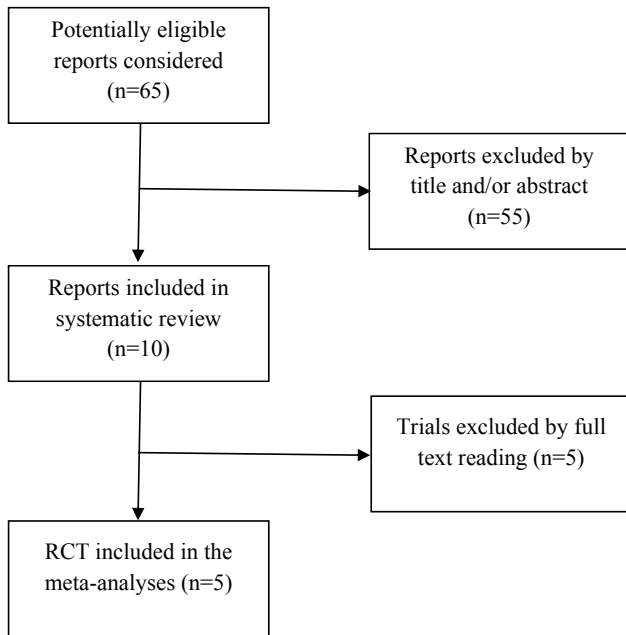 Potentially eligible
reports considered
(n=65)
Reports excluded by
title and/or abstract
(n=55)
Reports included in
systematic review
(n=10)
Trials excluded by full
text reading (n=5)
RCT included in the
meta-analyses (n=5)